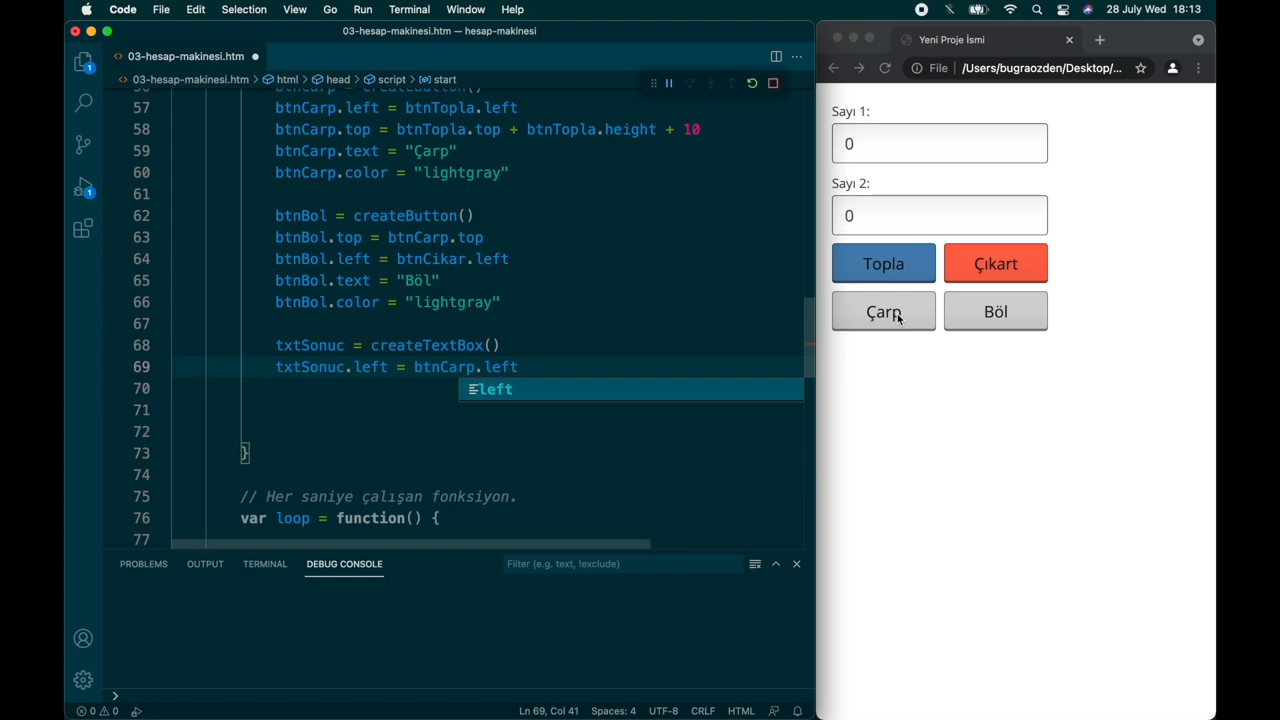 Code File Edit Selection View Go Run Terminal Window Help 28 July Wed 18:13
03-hesap-makinesi.htm — hesap-makinesi
03-hesap-makinesi.htm
03-hesap-makinesi.htm > html > head > script > start
57 btnCarp.left = btnTopla.left
58 btnCarp.top = btnTopla.top + btnTopla.height + 10
59 btnCarp.text = "Çarp"
60 btnCarp.color = "lightgray"
61
62 btnBol = createButton()
63 btnBol.top = btnCarp.top
64 btnBol.left = btnCikar.left
65 btnBol.text = "Böl"
66 btnBol.color = "lightgray"
67
68 txtSonuc = createTextBox()
69 txtSonuc.left = btnCarp.left
70 left
71
72
73 }
74
75 // Her saniye çalışan fonksiyon.
76 var loop = function() {
77
PROBLEMS OUTPUT TERMINAL DEBUG CONSOLE Filter (e.g. text, !exclude)
>
0 0 Ln 69, Col 41 Spaces: 4 UTF-8 CRLF HTML
1
1
Yeni Proje İsmi
File | /Users/bugraozden/Desktop/...
Sayı 1:
0
Sayı 2:
0
Topla Çıkart
Çarp Böl